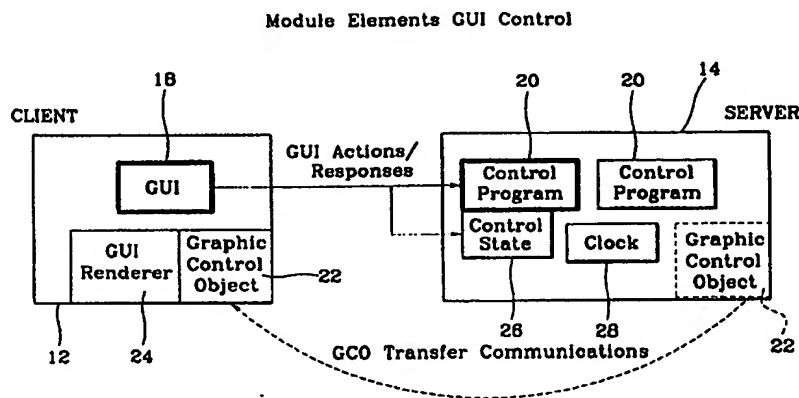 Module Elements GUI Control
18
20
20
14
CLIENT
SERVER
GUI
GUI Actions/
Responses
Control
Program
Control
Program
Control
State
Clock
GUI
Renderer
Graphic
Control
Object
22
Graphic
Control
Object
12
24
GCO Transfer Communications
26
28
22